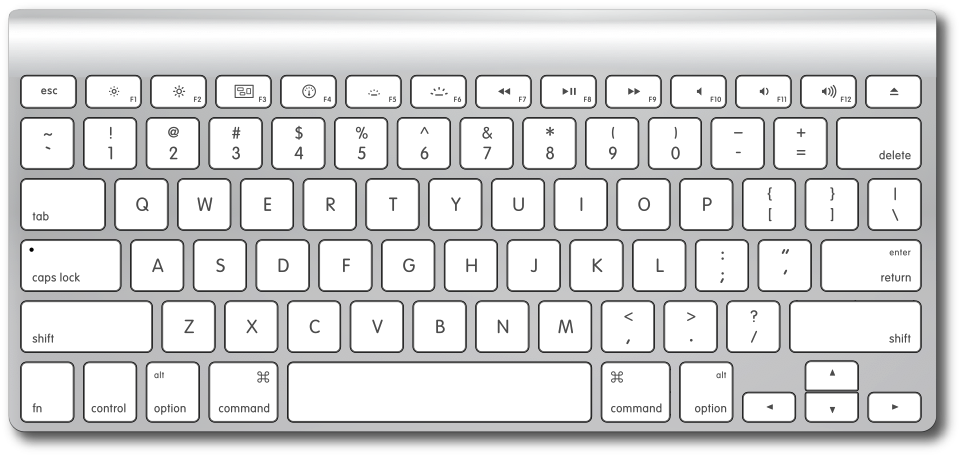 esc F1 F2 F3 F4 F5 F6 F7 F8 F9 F10 F11 F12
~ ! @ # $ % ^ & * ( ) – +
` 1 2 3 4 5 6 7 8 9 0 - = delete
tab Q W E R T Y U I O P { [ } ] | \
caps lock A S D F G H J K L : ; “ ‘ enter return
shift Z X C V B N M < , > . ? / shift
fn control alt option ⌘ command ⌘ command alt option